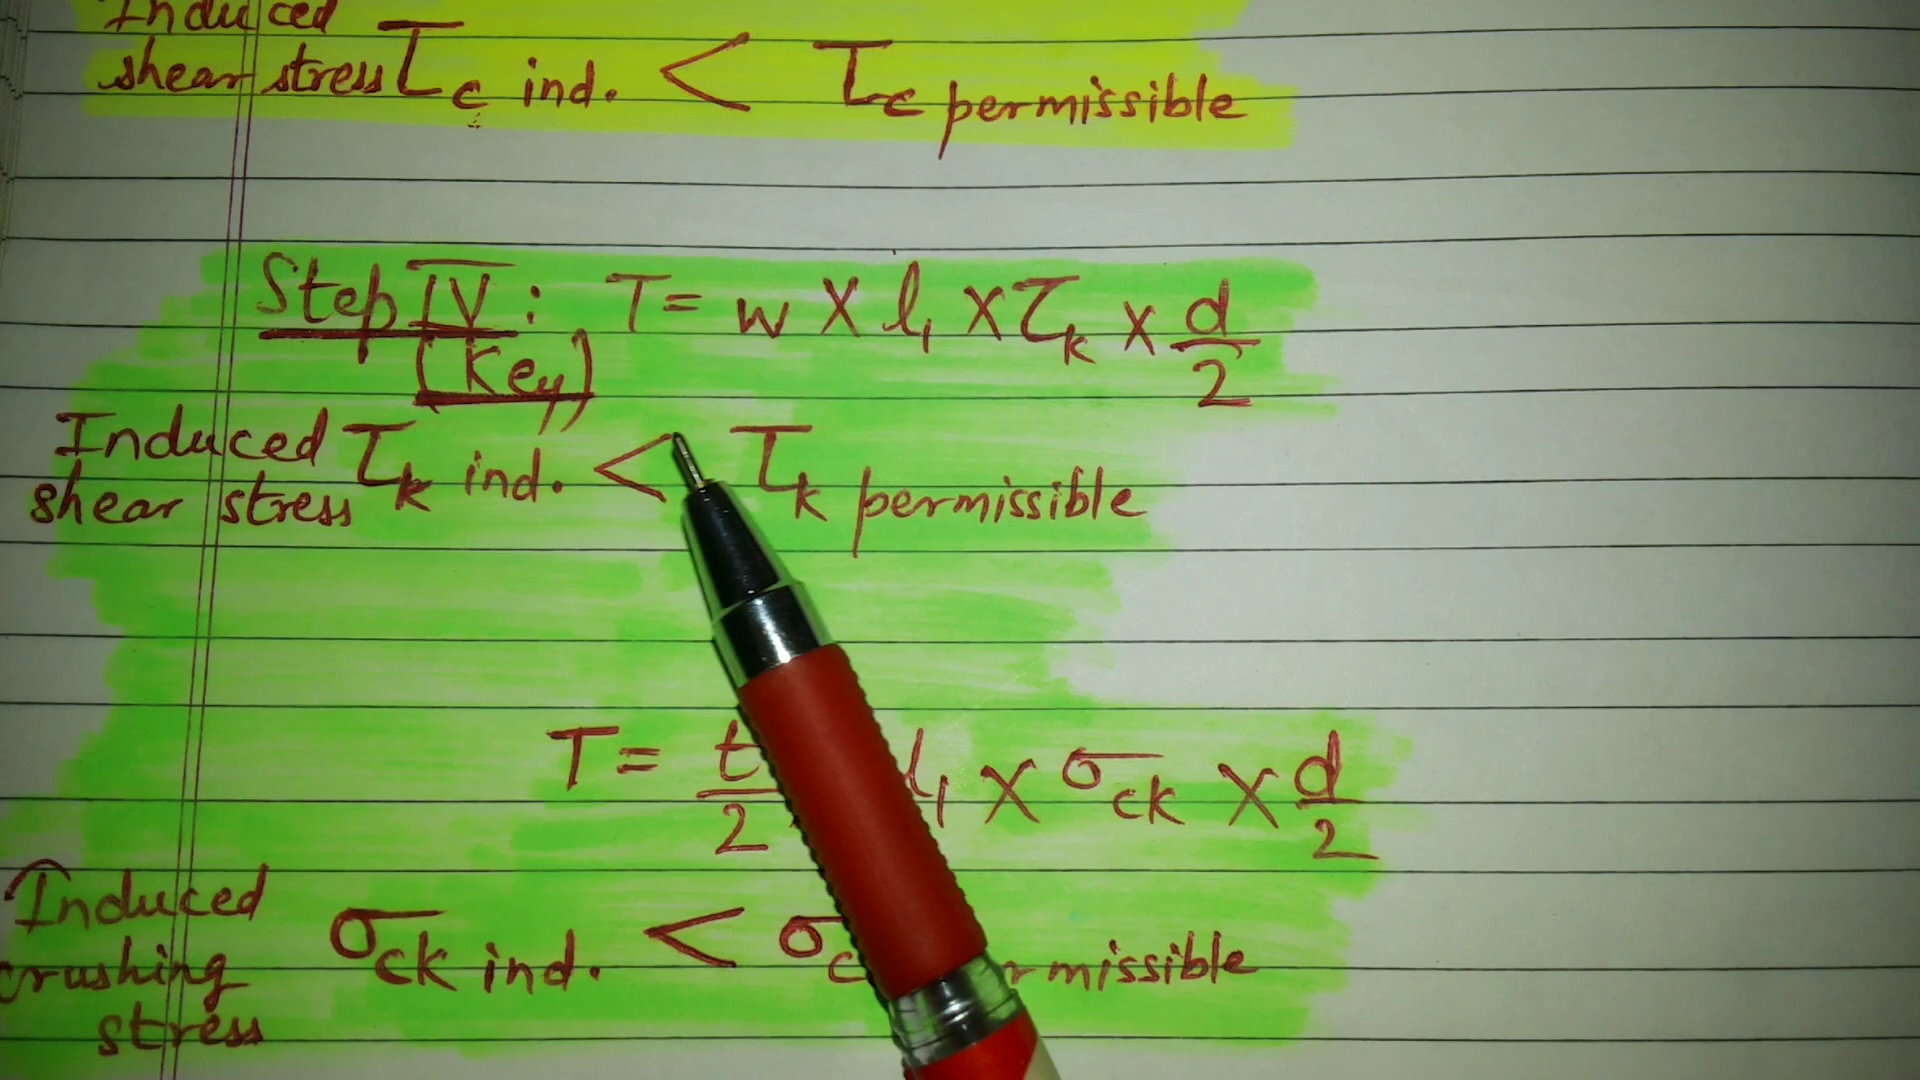 Induced
shear stress τc ind. < τc permissible
Step IV : T = w × l₁ × τk × d/2
(Key)
Induced τk ind. < τk permissible
shear stress
T = t/2 l₁ × σck × d/2
Induced
crushing σck ind. < σc rmissible
stress